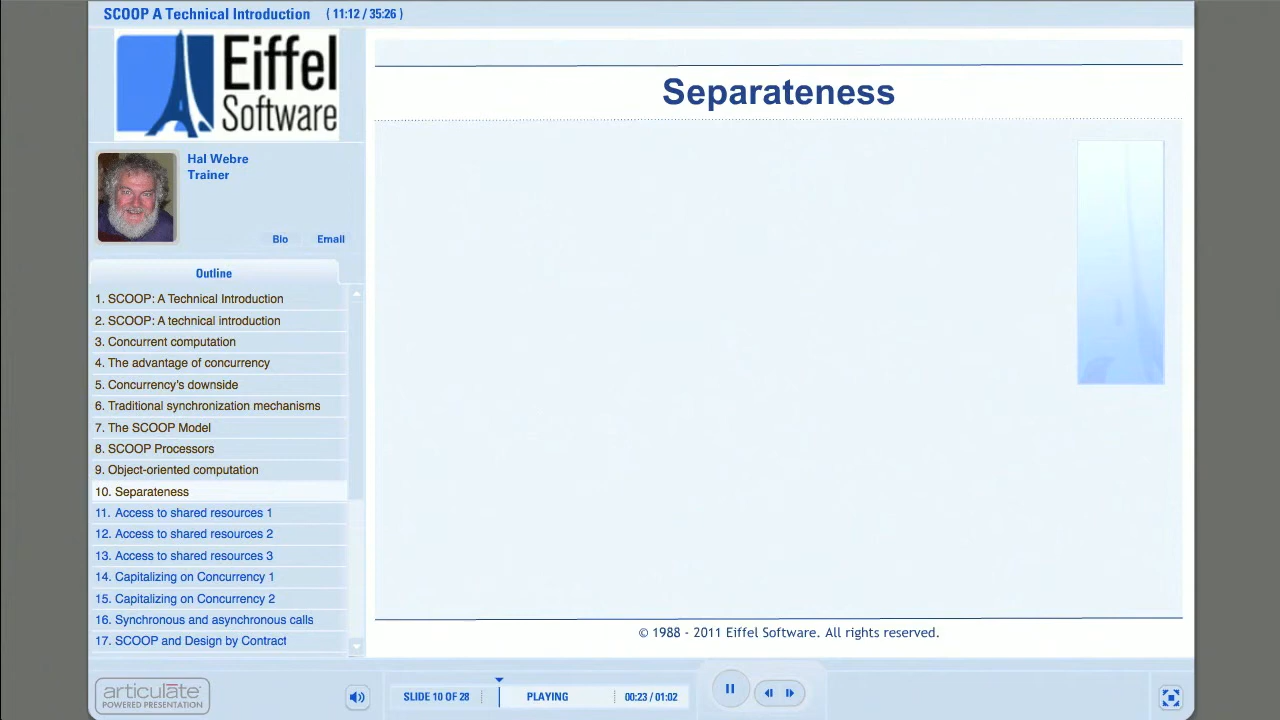 SCOOP A Technical Introduction ( 11:12 / 35:26 )
Eiffel
Software
Hal Webre
Trainer
Bio Email
Outline
1. SCOOP: A Technical Introduction
2. SCOOP: A technical introduction
3. Concurrent computation
4. The advantage of concurrency
5. Concurrency's downside
6. Traditional synchronization mechanisms
7. The SCOOP Model
8. SCOOP Processors
9. Object-oriented computation
10. Separateness
11. Access to shared resources 1
12. Access to shared resources 2
13. Access to shared resources 3
14. Capitalizing on Concurrency 1
15. Capitalizing on Concurrency 2
16. Synchronous and asynchronous calls
17. SCOOP and Design by Contract
Separateness
© 1988 - 2011 Eiffel Software. All rights reserved.
articulate
POWERED PRESENTATION
SLIDE 10 OF 28 PLAYING 00:23 / 01:02